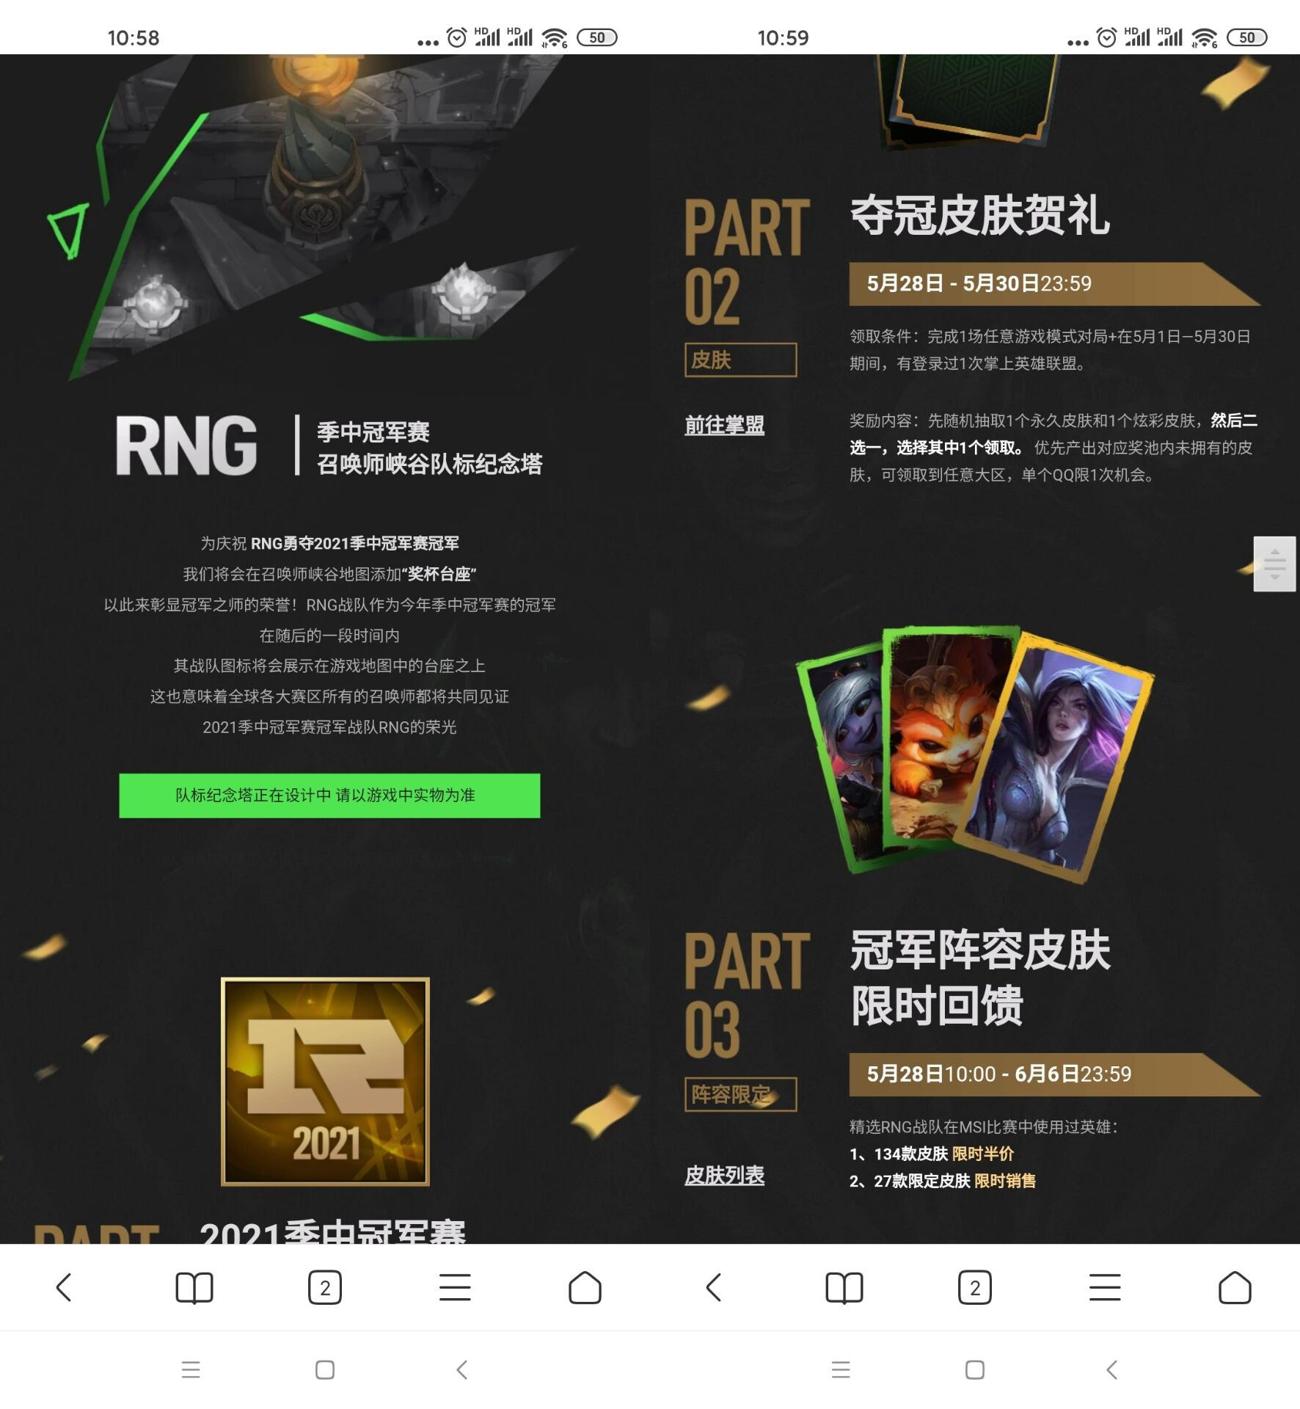 10:58
HD HD 6 50
RNG
季中冠军赛
召唤师峡谷队标纪念塔
为庆祝 RNG勇夺2021季中冠军赛冠军
我们将会在召唤师峡谷地图添加“奖杯台座”
以此来彰显冠军之师的荣誉！RNG战队作为今年季中冠军赛的冠军
在随后的一段时间内
其战队图标将会展示在游戏地图中的台座之上
这也意味着全球各大赛区所有的召唤师都将共同见证
2021季中冠军赛冠军战队RNG的荣光
队标纪念塔正在设计中 请以游戏中实物为准
R
2021
PART
2021季中冠军赛
2
10:59
HD HD 6 50
PART
02
皮肤
前往掌盟
夺冠皮肤贺礼
5月28日 - 5月30日23:59
领取条件：完成1场任意游戏模式对局+在5月1日—5月30日
期间，有登录过1次掌上英雄联盟。
奖励内容：先随机抽取1个永久皮肤和1个炫彩皮肤，然后二
选一，选择其中1个领取。 优先产出对应奖池内未拥有的皮
肤，可领取到任意大区，单个QQ限1次机会。
PART
03
阵容限定
皮肤列表
冠军阵容皮肤
限时回馈
5月28日10:00 - 6月6日23:59
精选RNG战队在MSI比赛中使用过英雄：
1、134款皮肤 限时半价
2、27款限定皮肤 限时销售
2